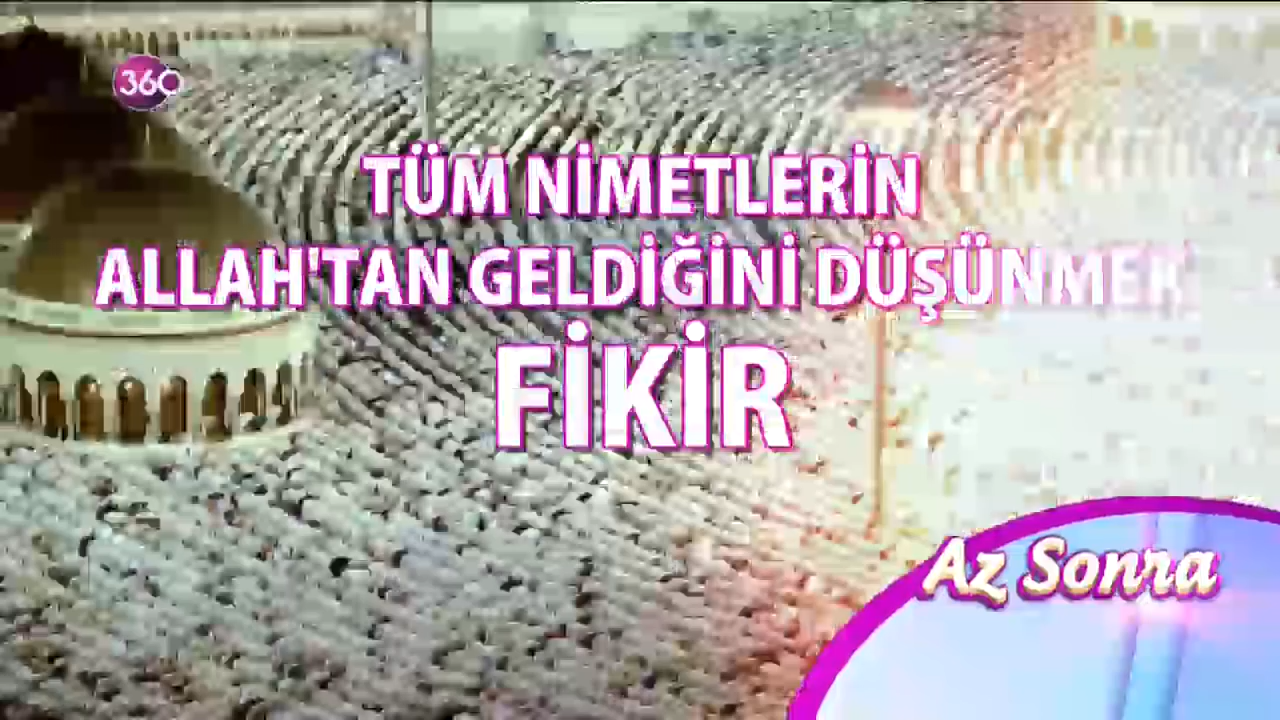 360
TÜM NİMETLERİN
ALLAH'TAN GELDİĞİNİ DÜŞÜNMEK
FİKİR
Az Sonra